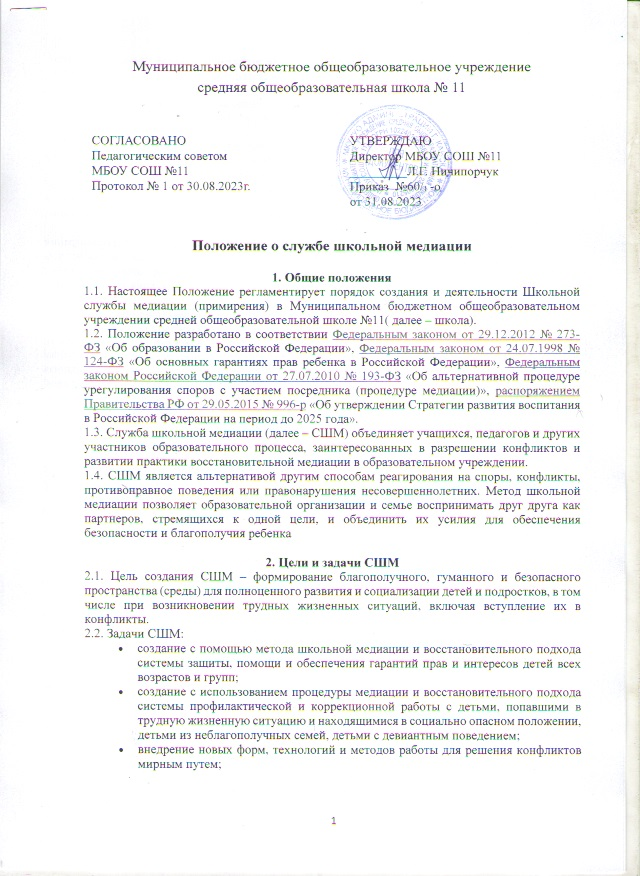 Муниципальное бюджетное общеобразовательное учреждение
средняя общеобразовательная школа № 11
СОГЛАСОВАНО
Педагогическим советом
МБОУ СОШ №11
Протокол № 1 от 30.08.2023г.
УТВЕРЖДАЮ
Директор МБОУ СОШ №11
Л.Г. Ничипорчук
Приказ №60/1-о
от 31.08.2023
Положение о службе школьной медиации
1. Общие положения
1.1. Настоящее Положение регламентирует порядок создания и деятельности Школьной
службы медиации (примирения) в Муниципальном бюджетном общеобразовательном
учреждении средней общеобразовательной школе №11( далее – школа).
1.2. Положение разработано в соответствии Федеральным законом от 29.12.2012 № 273-
ФЗ «Об образовании в Российской Федерации», Федеральным законом от 24.07.1998 №
124-ФЗ «Об основных гарантиях прав ребенка в Российской Федерации», Федеральным
законом Российской Федерации от 27.07.2010 № 193-ФЗ «Об альтернативной процедуре
урегулирования споров с участием посредника (процедуре медиации)», распоряжением
Правительства РФ от 29.05.2015 № 996-р «Об утверждении Стратегии развития воспитания
в Российской Федерации на период до 2025 года».
1.3. Служба школьной медиации (далее – СШМ) объединяет учащихся, педагогов и других
участников образовательного процесса, заинтересованных в разрешении конфликтов и
развитии практики восстановительной медиации в образовательном учреждении.
1.4. СШМ является альтернативой другим способам реагирования на споры, конфликты,
противоправное поведения или правонарушения несовершеннолетних. Метод школьной
медиации позволяет образовательной организации и семье воспринимать друг друга как
партнеров, стремящихся к одной цели, и объединить их усилия для обеспечения
безопасности и благополучия ребенка
2. Цели и задачи СШМ
2.1. Цель создания СШМ – формирование благополучного, гуманного и безопасного
пространства (среды) для полноценного развития и социализации детей и подростков, в том
числе при возникновении трудных жизненных ситуаций, включая вступление их в
конфликты.
2.2. Задачи СШМ:
• создание с помощью метода школьной медиации и восстановительного подхода
системы защиты, помощи и обеспечения гарантий прав и интересов детей всех
возрастов и групп;
• создание с использованием процедуры медиации и восстановительного подхода
системы профилактической и коррекционной работы с детьми, попавшими в
трудную жизненную ситуацию и находящимися в социально опасном положении,
детьми из неблагополучных семей, детьми с девиантным поведением;
• внедрение новых форм, технологий и методов работы для решения конфликтов
мирным путем;
1